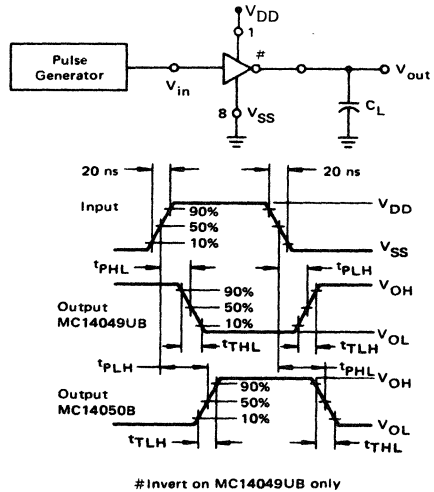 VDD
1
#
Pulse
Generator
Vin
Vout
CL
8
VSS
20 ns
20 ns
Input
90%
50%
10%
VDD
VSS
tPHL
tPLH
Output
MC14049UB
90%
50%
10%
VOH
VOL
tTHL
tTLH
tPLH
tPHL
Output
MC14050B
90%
50%
10%
VOH
VOL
tTLH
tTHL
#Invert on MC14049UB only